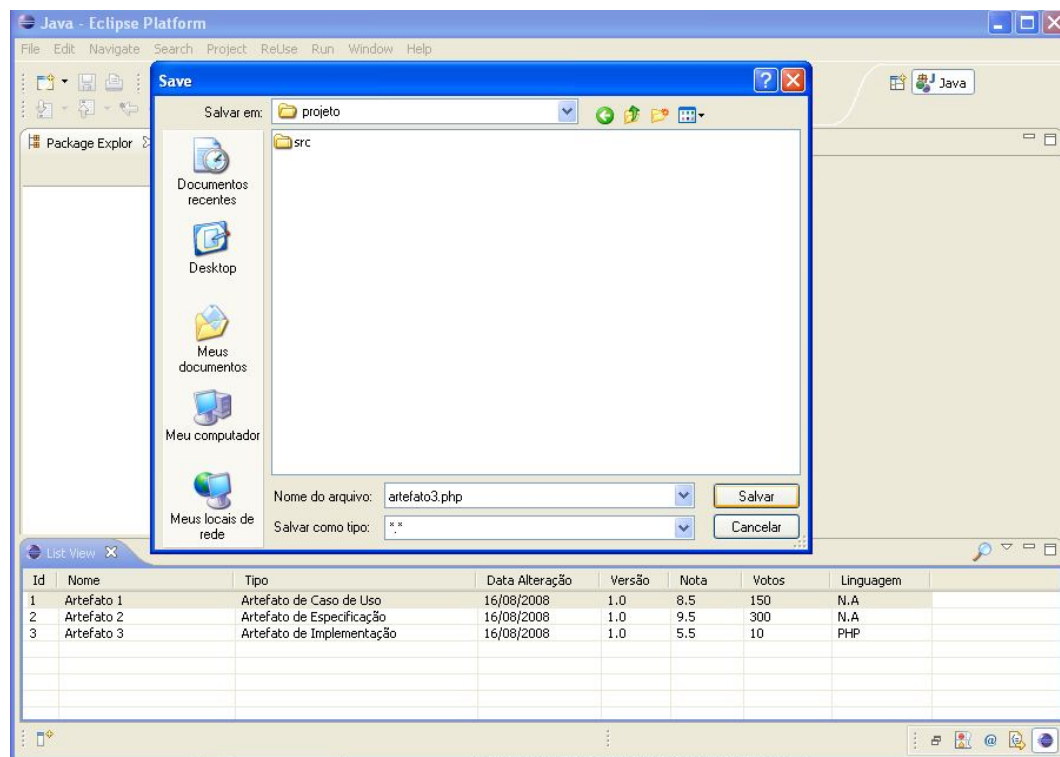 Java - Eclipse Platform
File Edit Navigate Search Project ReUse Run Window Help
Save
Java
Salvar em: projeto
Package Explor
src
Documentos
recentes
Desktop
Meus
documentos
Meu computador
Meus locais de
rede
Nome do arquivo: artefato3.php Salvar
Salvar como tipo: *.* Cancelar
List View
Id Nome Tipo Data Alteração Versão Nota Votos Linguagem
1 Artefato 1 Artefato de Caso de Uso 16/08/2008 1.0 8.5 150 N.A
2 Artefato 2 Artefato de Especificação 16/08/2008 1.0 9.5 300 N.A
3 Artefato 3 Artefato de Implementação 16/08/2008 1.0 5.5 10 PHP